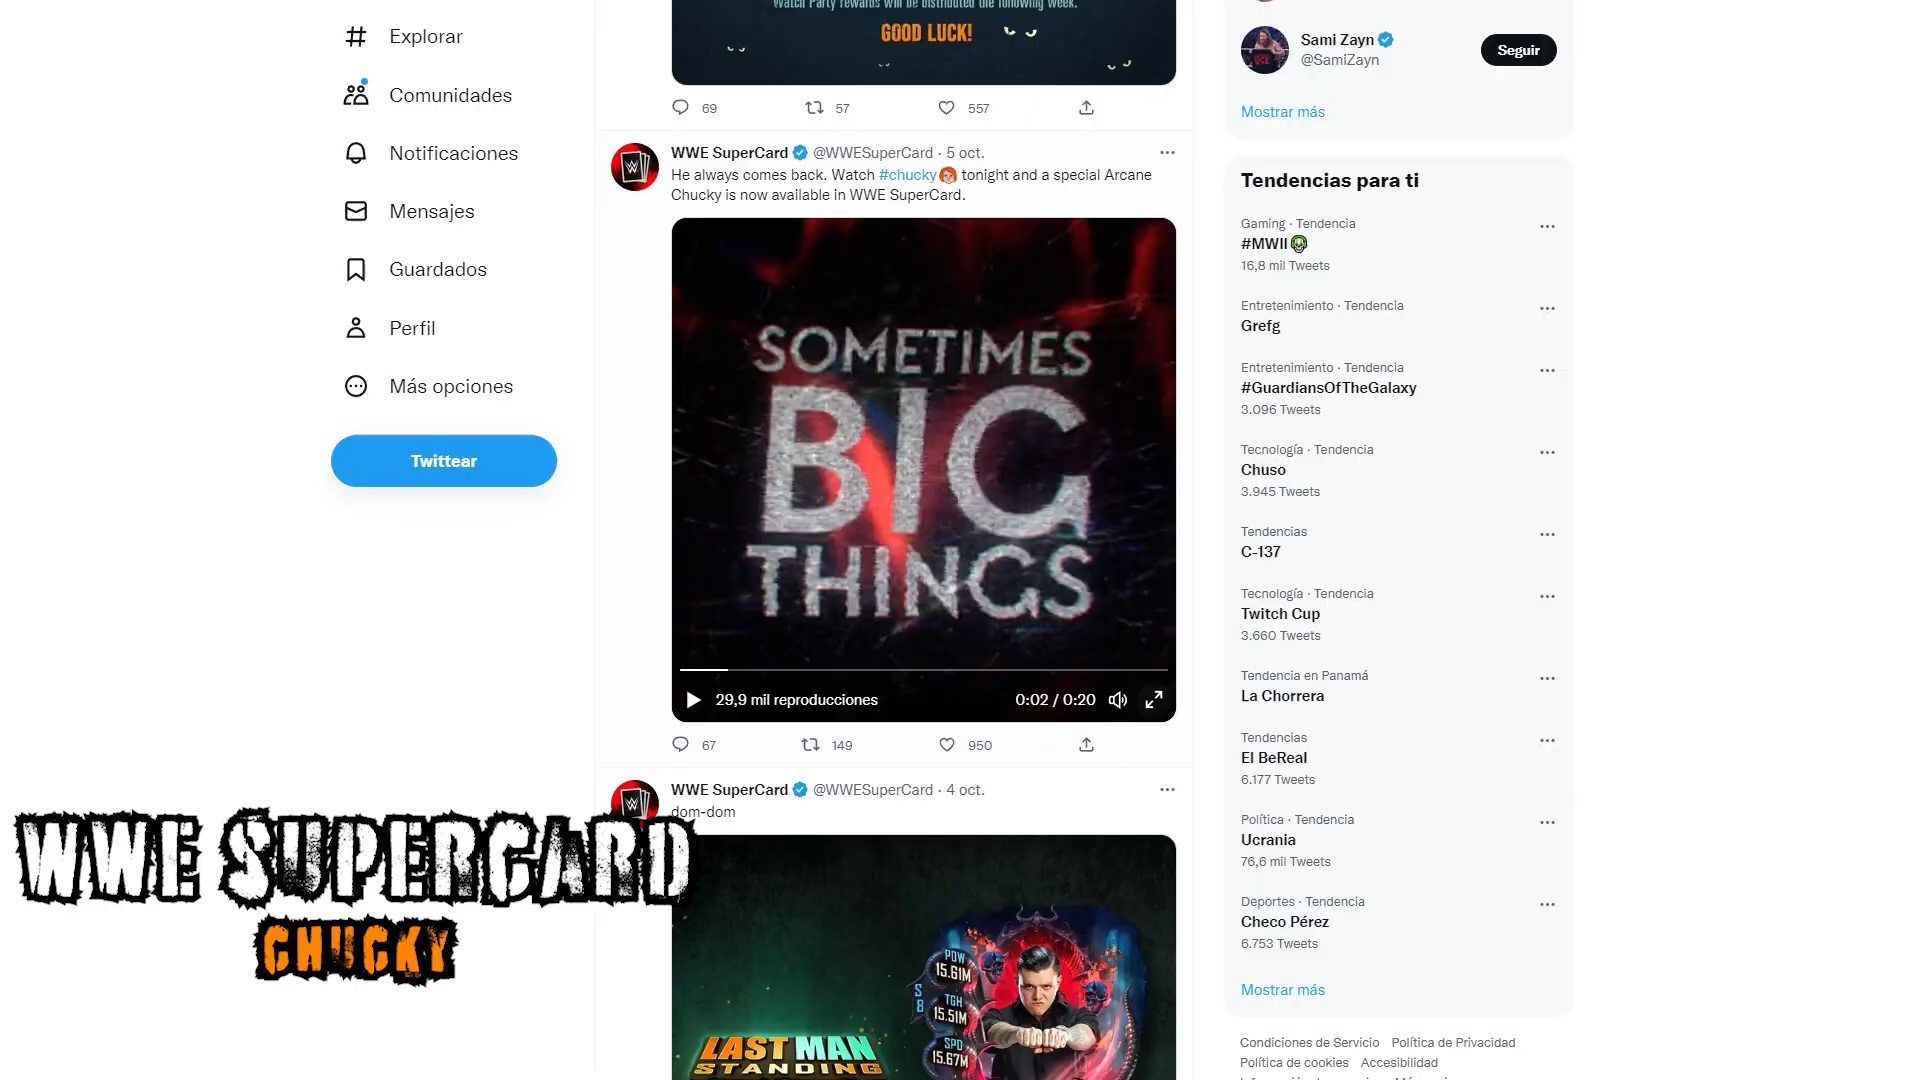 Explorar
Comunidades
Notificaciones
Mensajes
Guardados
Perfil
Más opciones
Twittear
Watch Party rewards will be distributed the following week.
GOOD LUCK!
69 57 557
WWE SuperCard @WWESuperCard · 5 oct.
He always comes back. Watch #chucky tonight and a special Arcane
Chucky is now available in WWE SuperCard.
SOMETIMES
BIG
THINGS
29,9 mil reproducciones 0:02 / 0:20
67 149 950
WWE SuperCard @WWESuperCard · 4 oct.
dom-dom
POW
15.61M
S
8
TGH
15.51M
SPD
15.67M
LAST MAN
STANDING
WWE SUPERCARD
CHUCKY
Sami Zayn
@SamiZayn
Seguir
Mostrar más
Tendencias para ti
Gaming · Tendencia
#MWII
16,8 mil Tweets
Entretenimiento · Tendencia
Grefg
Entretenimiento · Tendencia
#GuardiansOfTheGalaxy
3.096 Tweets
Tecnología · Tendencia
Chuso
3.945 Tweets
Tendencias
C-137
Tecnología · Tendencia
Twitch Cup
3.660 Tweets
Tendencia en Panamá
La Chorrera
Tendencias
El BeReal
6.177 Tweets
Política · Tendencia
Ucrania
76,6 mil Tweets
Deportes · Tendencia
Checo Pérez
6.753 Tweets
Mostrar más
Condiciones de Servicio Política de Privacidad
Política de cookies Accesibilidad